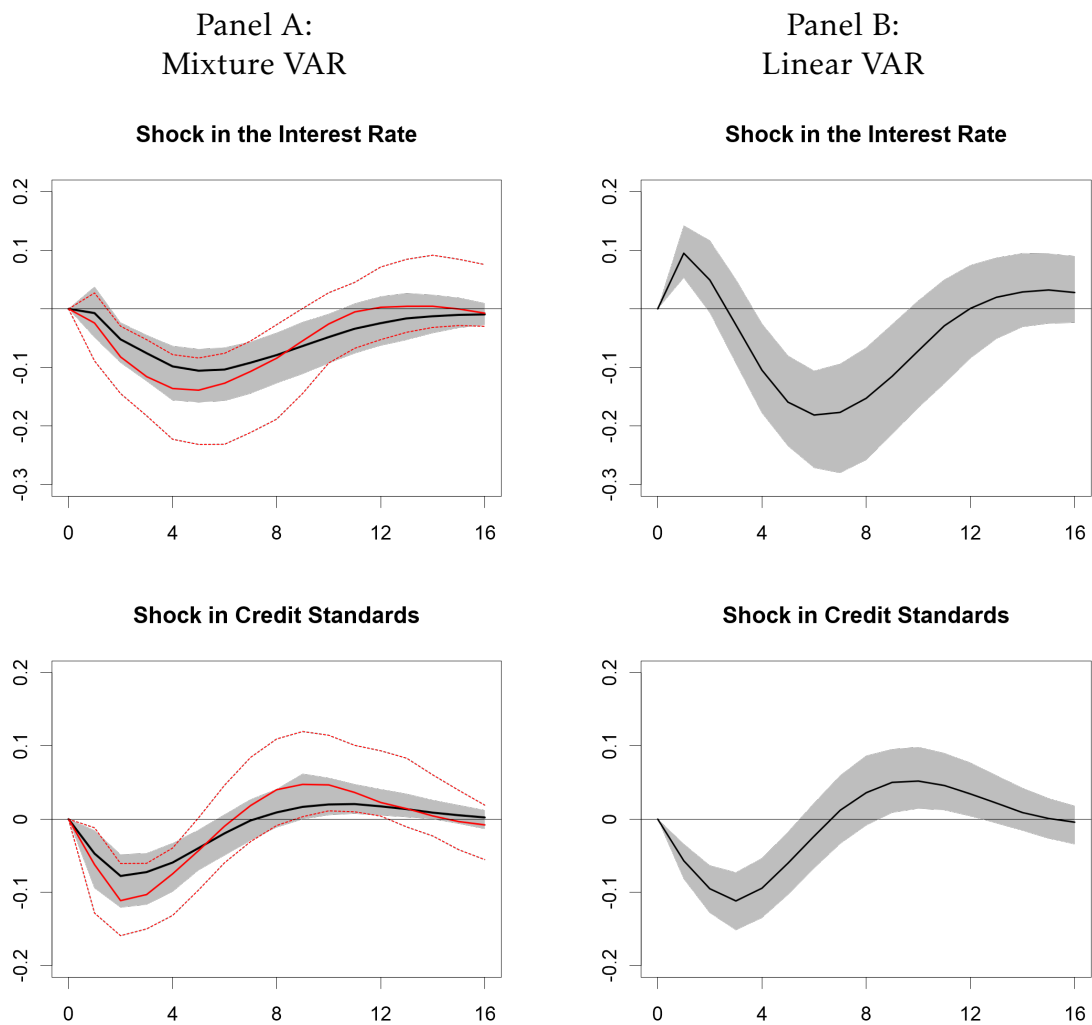 Panel A:
Mixture VAR
Panel B:
Linear VAR
Shock in the Interest Rate
0.2
0.1
0
-0.1
-0.2
-0.3
0 4 8 12 16
Shock in the Interest Rate
0.2
0.1
0
-0.1
-0.2
-0.3
0 4 8 12 16
Shock in Credit Standards
0.2
0.1
0
-0.1
-0.2
0 4 8 12 16
Shock in Credit Standards
0.2
0.1
0
-0.1
-0.2
0 4 8 12 16